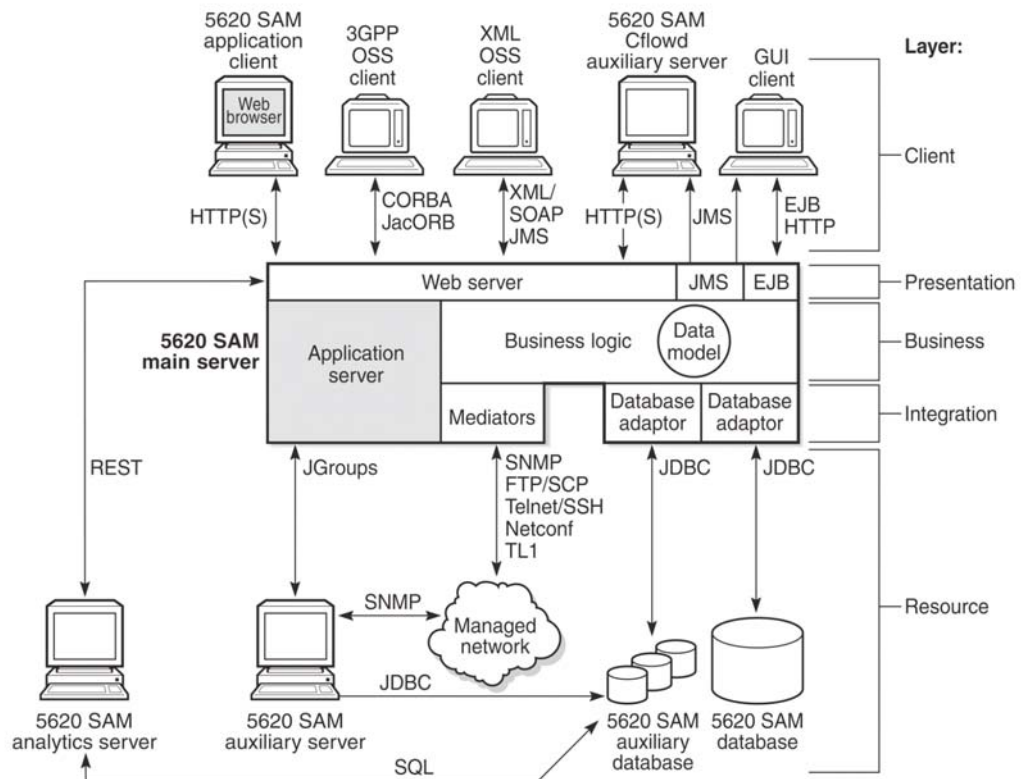 5620 SAM
application
client
3GPP
OSS
client
XML
OSS
client
5620 SAM
Cflowd
auxiliary server
GUI
client
Layer:
Web
browser
Client
HTTP(S)
CORBA
JacORB
XML/
SOAP
JMS
HTTP(S)
JMS
EJB
HTTP
Web server
JMS
EJB
Presentation
5620 SAM
main server
Application
server
Business logic
Data
model
Business
Mediators
Database
adaptor
Database
adaptor
Integration
REST
JGroups
SNMP
FTP/SCP
Telnet/SSH
Netconf
TL1
JDBC
JDBC
SNMP
Managed
network
Resource
JDBC
5620 SAM
analytics server
5620 SAM
auxiliary server
5620 SAM
auxiliary
database
5620 SAM
database
SQL